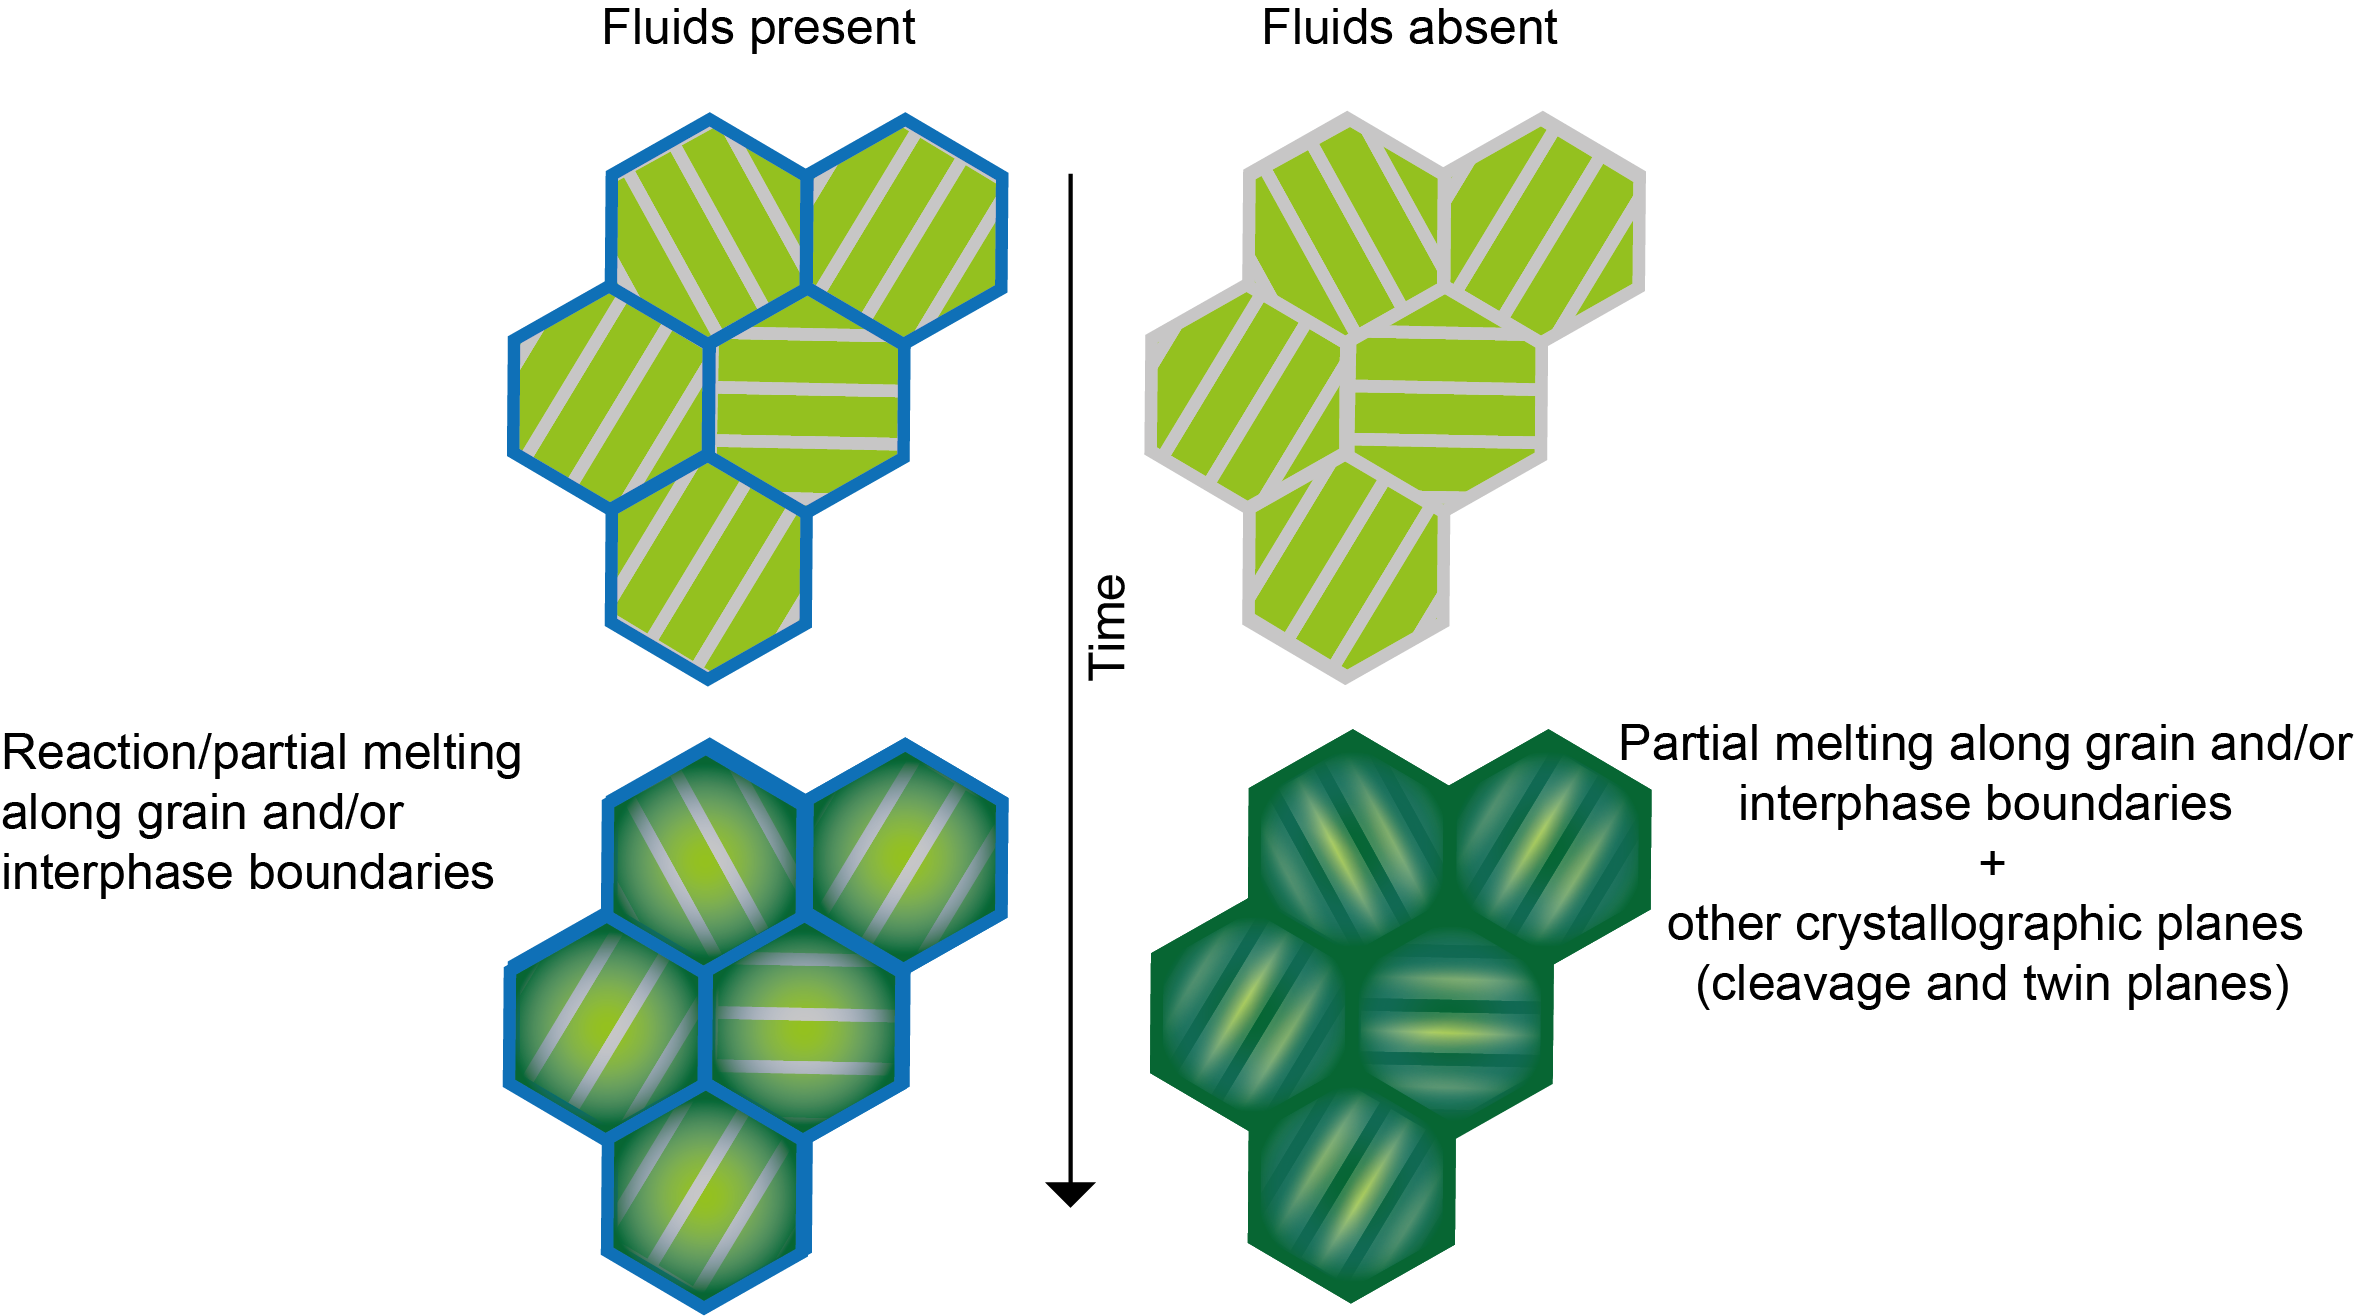 Fluids present
Fluids absent
Time
Reaction/partial melting
along grain and/or
interphase boundaries
Partial melting along grain and/or
interphase boundaries
+
other crystallographic planes
(cleavage and twin planes)